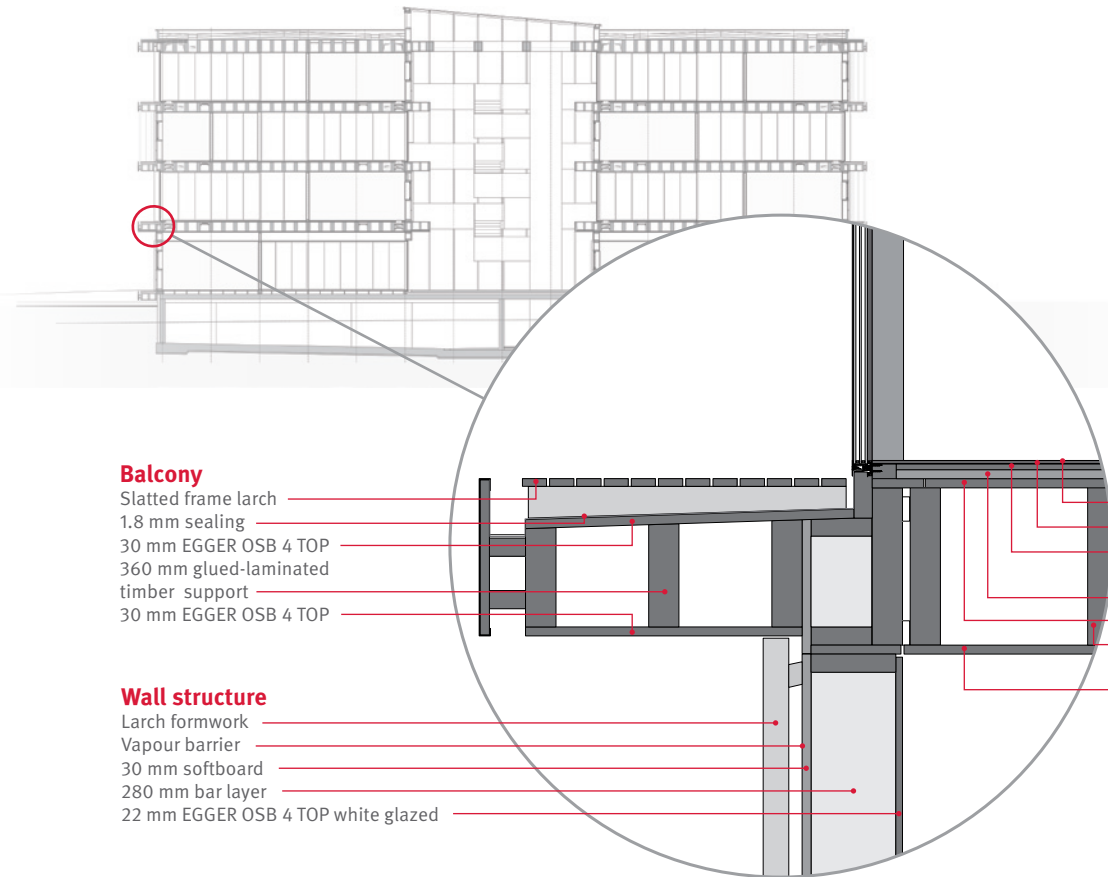 Balcony
Slatted frame larch
1.8 mm sealing
30 mm EGGER OSB 4 TOP
360 mm glued-laminated
timber support
30 mm EGGER OSB 4 TOP
Wall structure
Larch formwork
Vapour barrier
30 mm softboard
280 mm bar layer
22 mm EGGER OSB 4 TOP white glazed